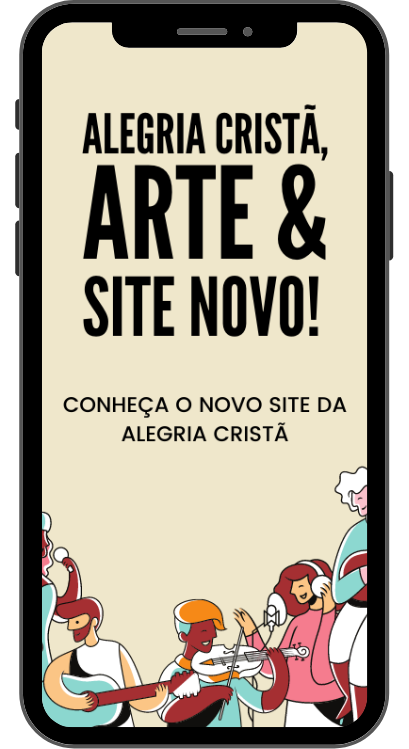 ALEGRIA CRISTÃ,
ARTE &
SITE NOVO!
CONHEÇA O NOVO SITE DA
ALEGRIA CRISTÃ